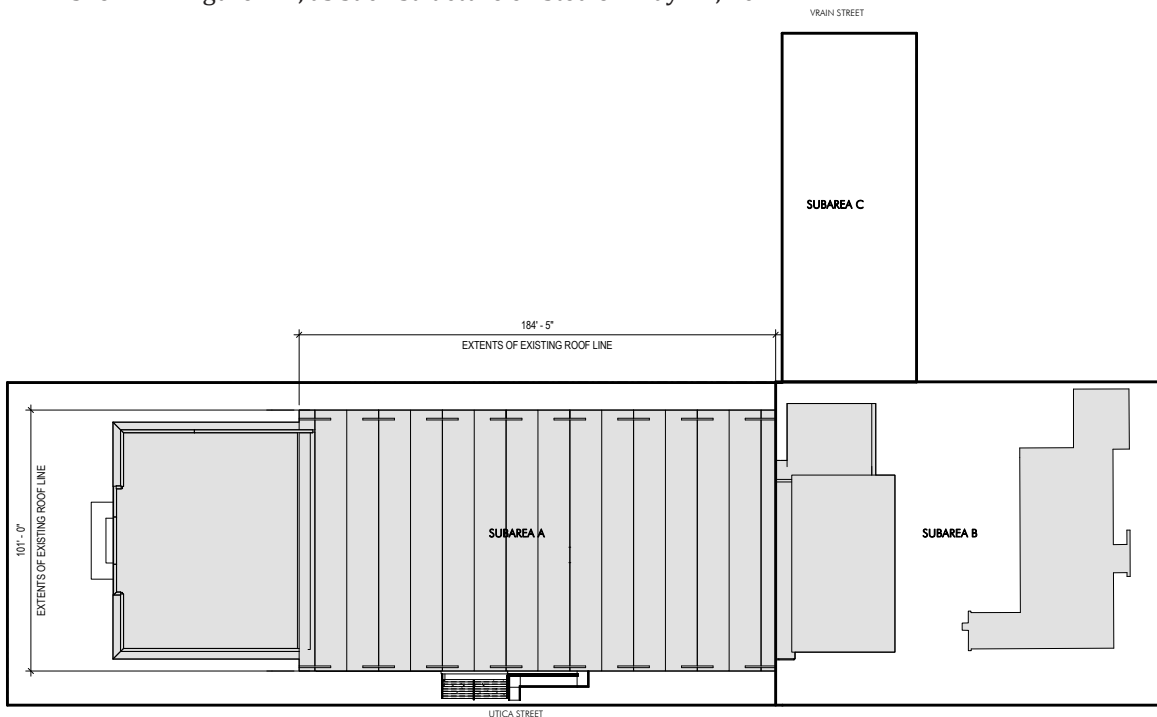 VRAIN STREET
SUBAREA C
184' - 5"
EXTENTS OF EXISTING ROOF LINE
101' - 0"
EXTENTS OF EXISTING ROOF LINE
SUBAREA A
SUBAREA B
UTICA STREET